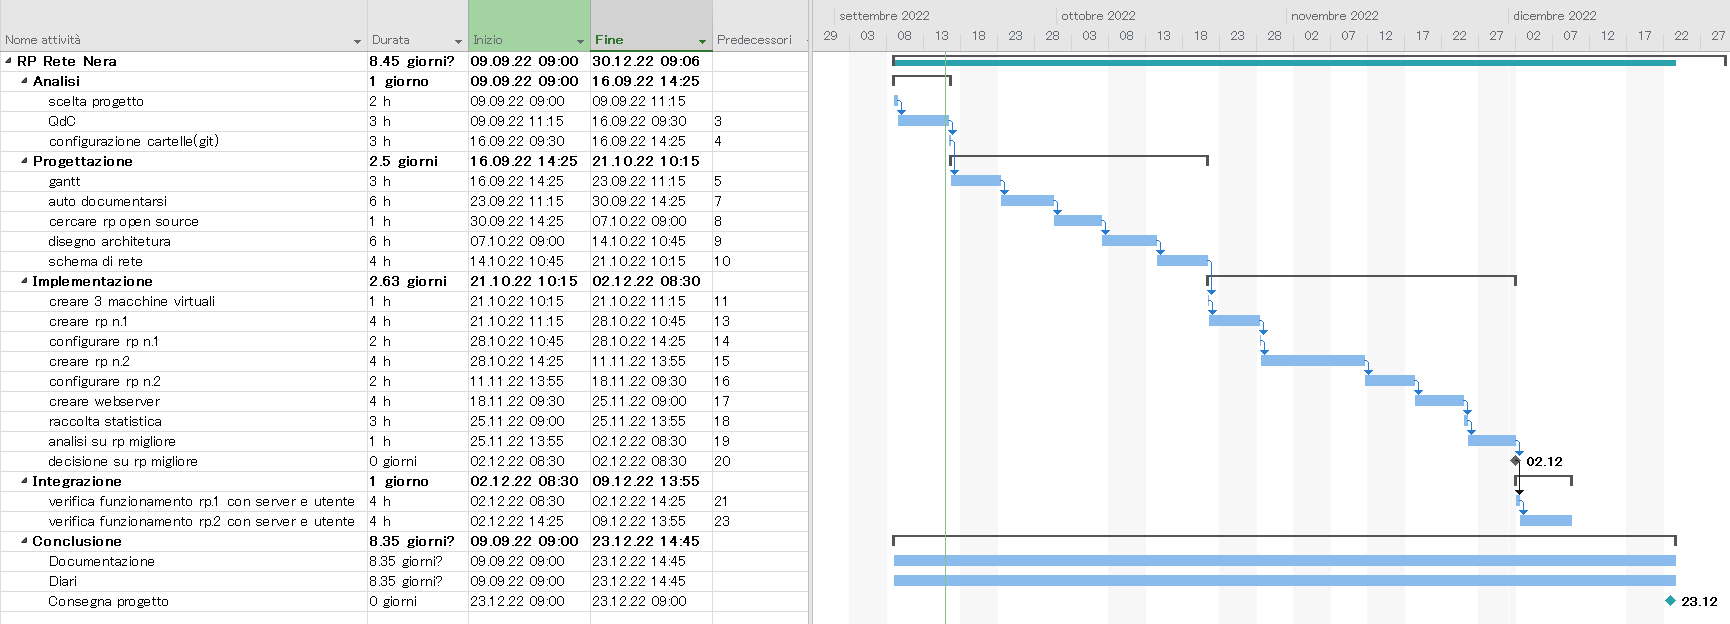 settembre 2022 ottobre 2022 novembre 2022 dicembre 2022
Nome attività Durata Inizio Fine Predecessori 29 03 08 13 18 23 28 03 08 13 18 23 28 02 07 12 17 22 27 02 07 12 17 22 27
RP Rete Nera 8.45 giorni? 09.09.22 09:00 30.12.22 09:06
Analisi 1 giorno 09.09.22 09:00 16.09.22 14:25
scelta progetto 2 h 09.09.22 09:00 09.09.22 11:15
QdC 3 h 09.09.22 11:15 16.09.22 09:30 3
configurazione cartelle(git) 3 h 16.09.22 09:30 16.09.22 14:25 4
Progettazione 2.5 giorni 16.09.22 14:25 21.10.22 10:15
gantt 3 h 16.09.22 14:25 23.09.22 11:15 5
auto documentarsi 6 h 23.09.22 11:15 30.09.22 14:25 7
cercare rp open source 1 h 30.09.22 14:25 07.10.22 09:00 8
disegno architetura 6 h 07.10.22 09:00 14.10.22 10:45 9
schema di rete 4 h 14.10.22 10:45 21.10.22 10:15 10
Implementazione 2.63 giorni 21.10.22 10:15 02.12.22 08:30
creare 3 macchine virtuali 1 h 21.10.22 10:15 21.10.22 11:15 11
creare rp n.1 4 h 21.10.22 11:15 28.10.22 10:45 13
configurare rp n.1 2 h 28.10.22 10:45 28.10.22 14:25 14
creare rp n.2 4 h 28.10.22 14:25 11.11.22 13:55 15
configurare rp n.2 2 h 11.11.22 13:55 18.11.22 09:30 16
creare webserver 4 h 18.11.22 09:30 25.11.22 09:00 17
raccolta statistica 3 h 25.11.22 09:00 25.11.22 13:55 18
analisi su rp migliore 1 h 25.11.22 13:55 02.12.22 08:30 19
decisione su rp migliore 0 giorni 02.12.22 08:30 02.12.22 08:30 20 02.12
Integrazione 1 giorno 02.12.22 08:30 09.12.22 13:55
verifica funzionamento rp.1 con server e utente 4 h 02.12.22 08:30 02.12.22 14:25 21
verifica funzionamento rp.2 con server e utente 4 h 02.12.22 14:25 09.12.22 13:55 23
Conclusione 8.35 giorni? 09.09.22 09:00 23.12.22 14:45
Documentazione 8.35 giorni? 09.09.22 09:00 23.12.22 14:45
Diari 8.35 giorni? 09.09.22 09:00 23.12.22 14:45
Consegna progetto 0 giorni 23.12.22 09:00 23.12.22 09:00 23.12